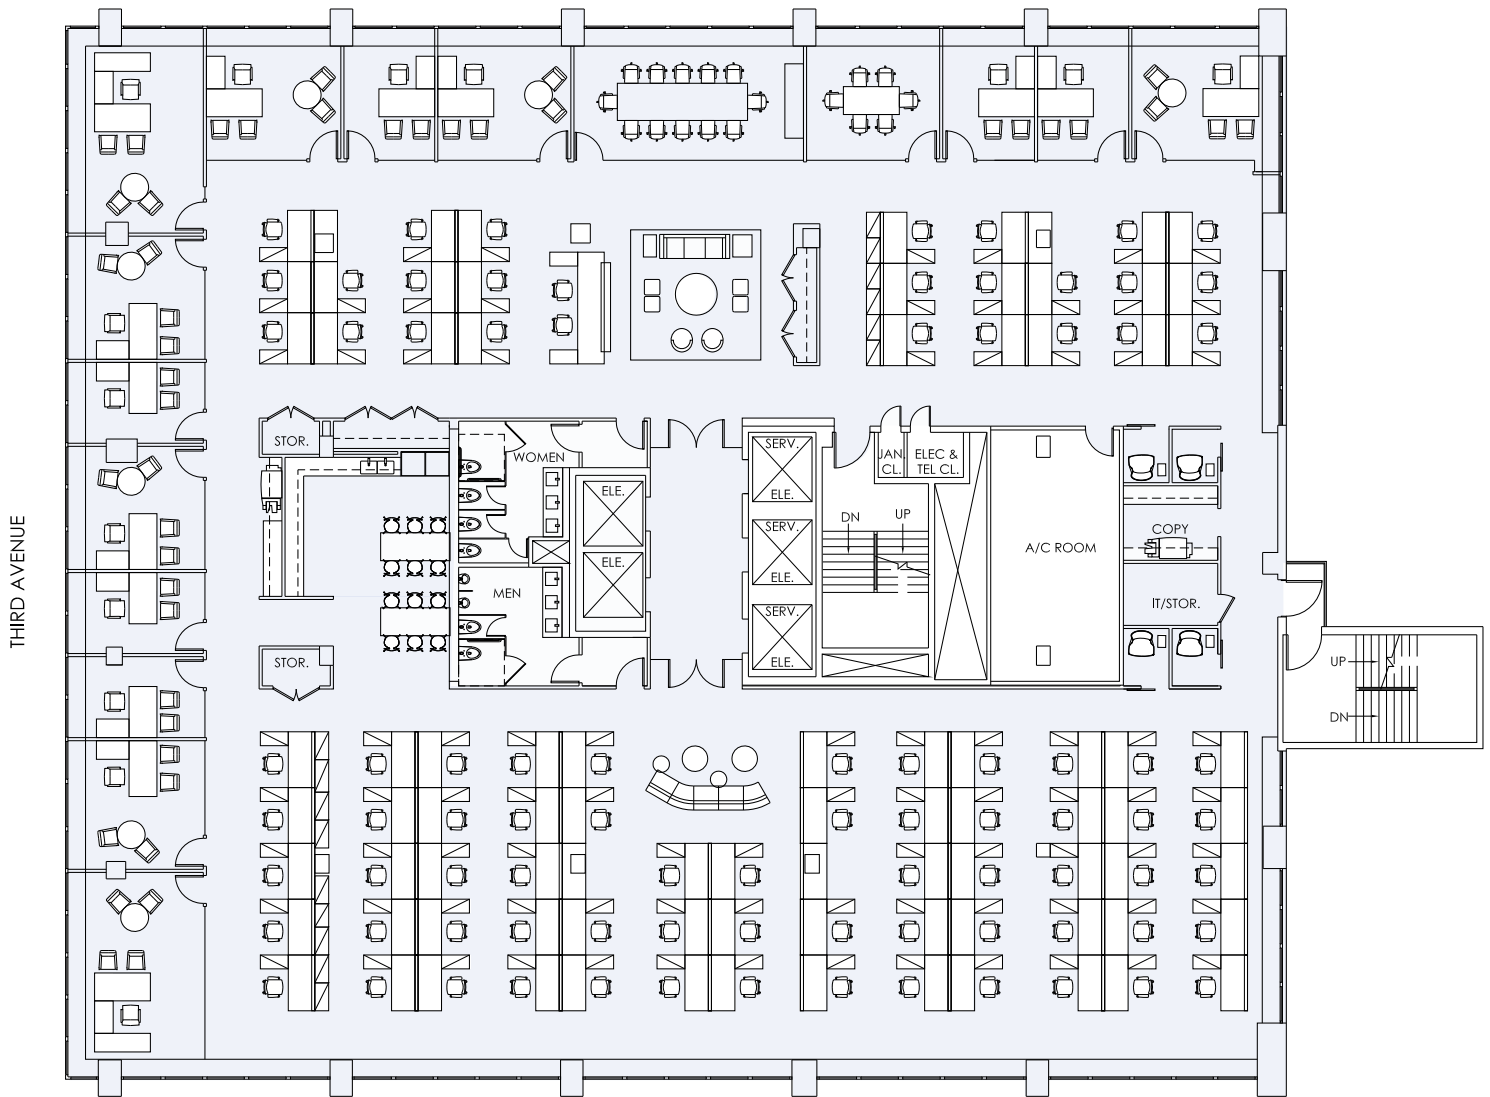 THIRD AVENUE
STOR.
WOMEN
ELE.
ELE.
MEN
STOR.
SERV.
ELE.
SERV.
ELE.
SERV.
ELE.
JAN.
CL.
ELEC &
TEL CL.
DN
UP
A/C ROOM
COPY
IT/STOR.
UP
DN